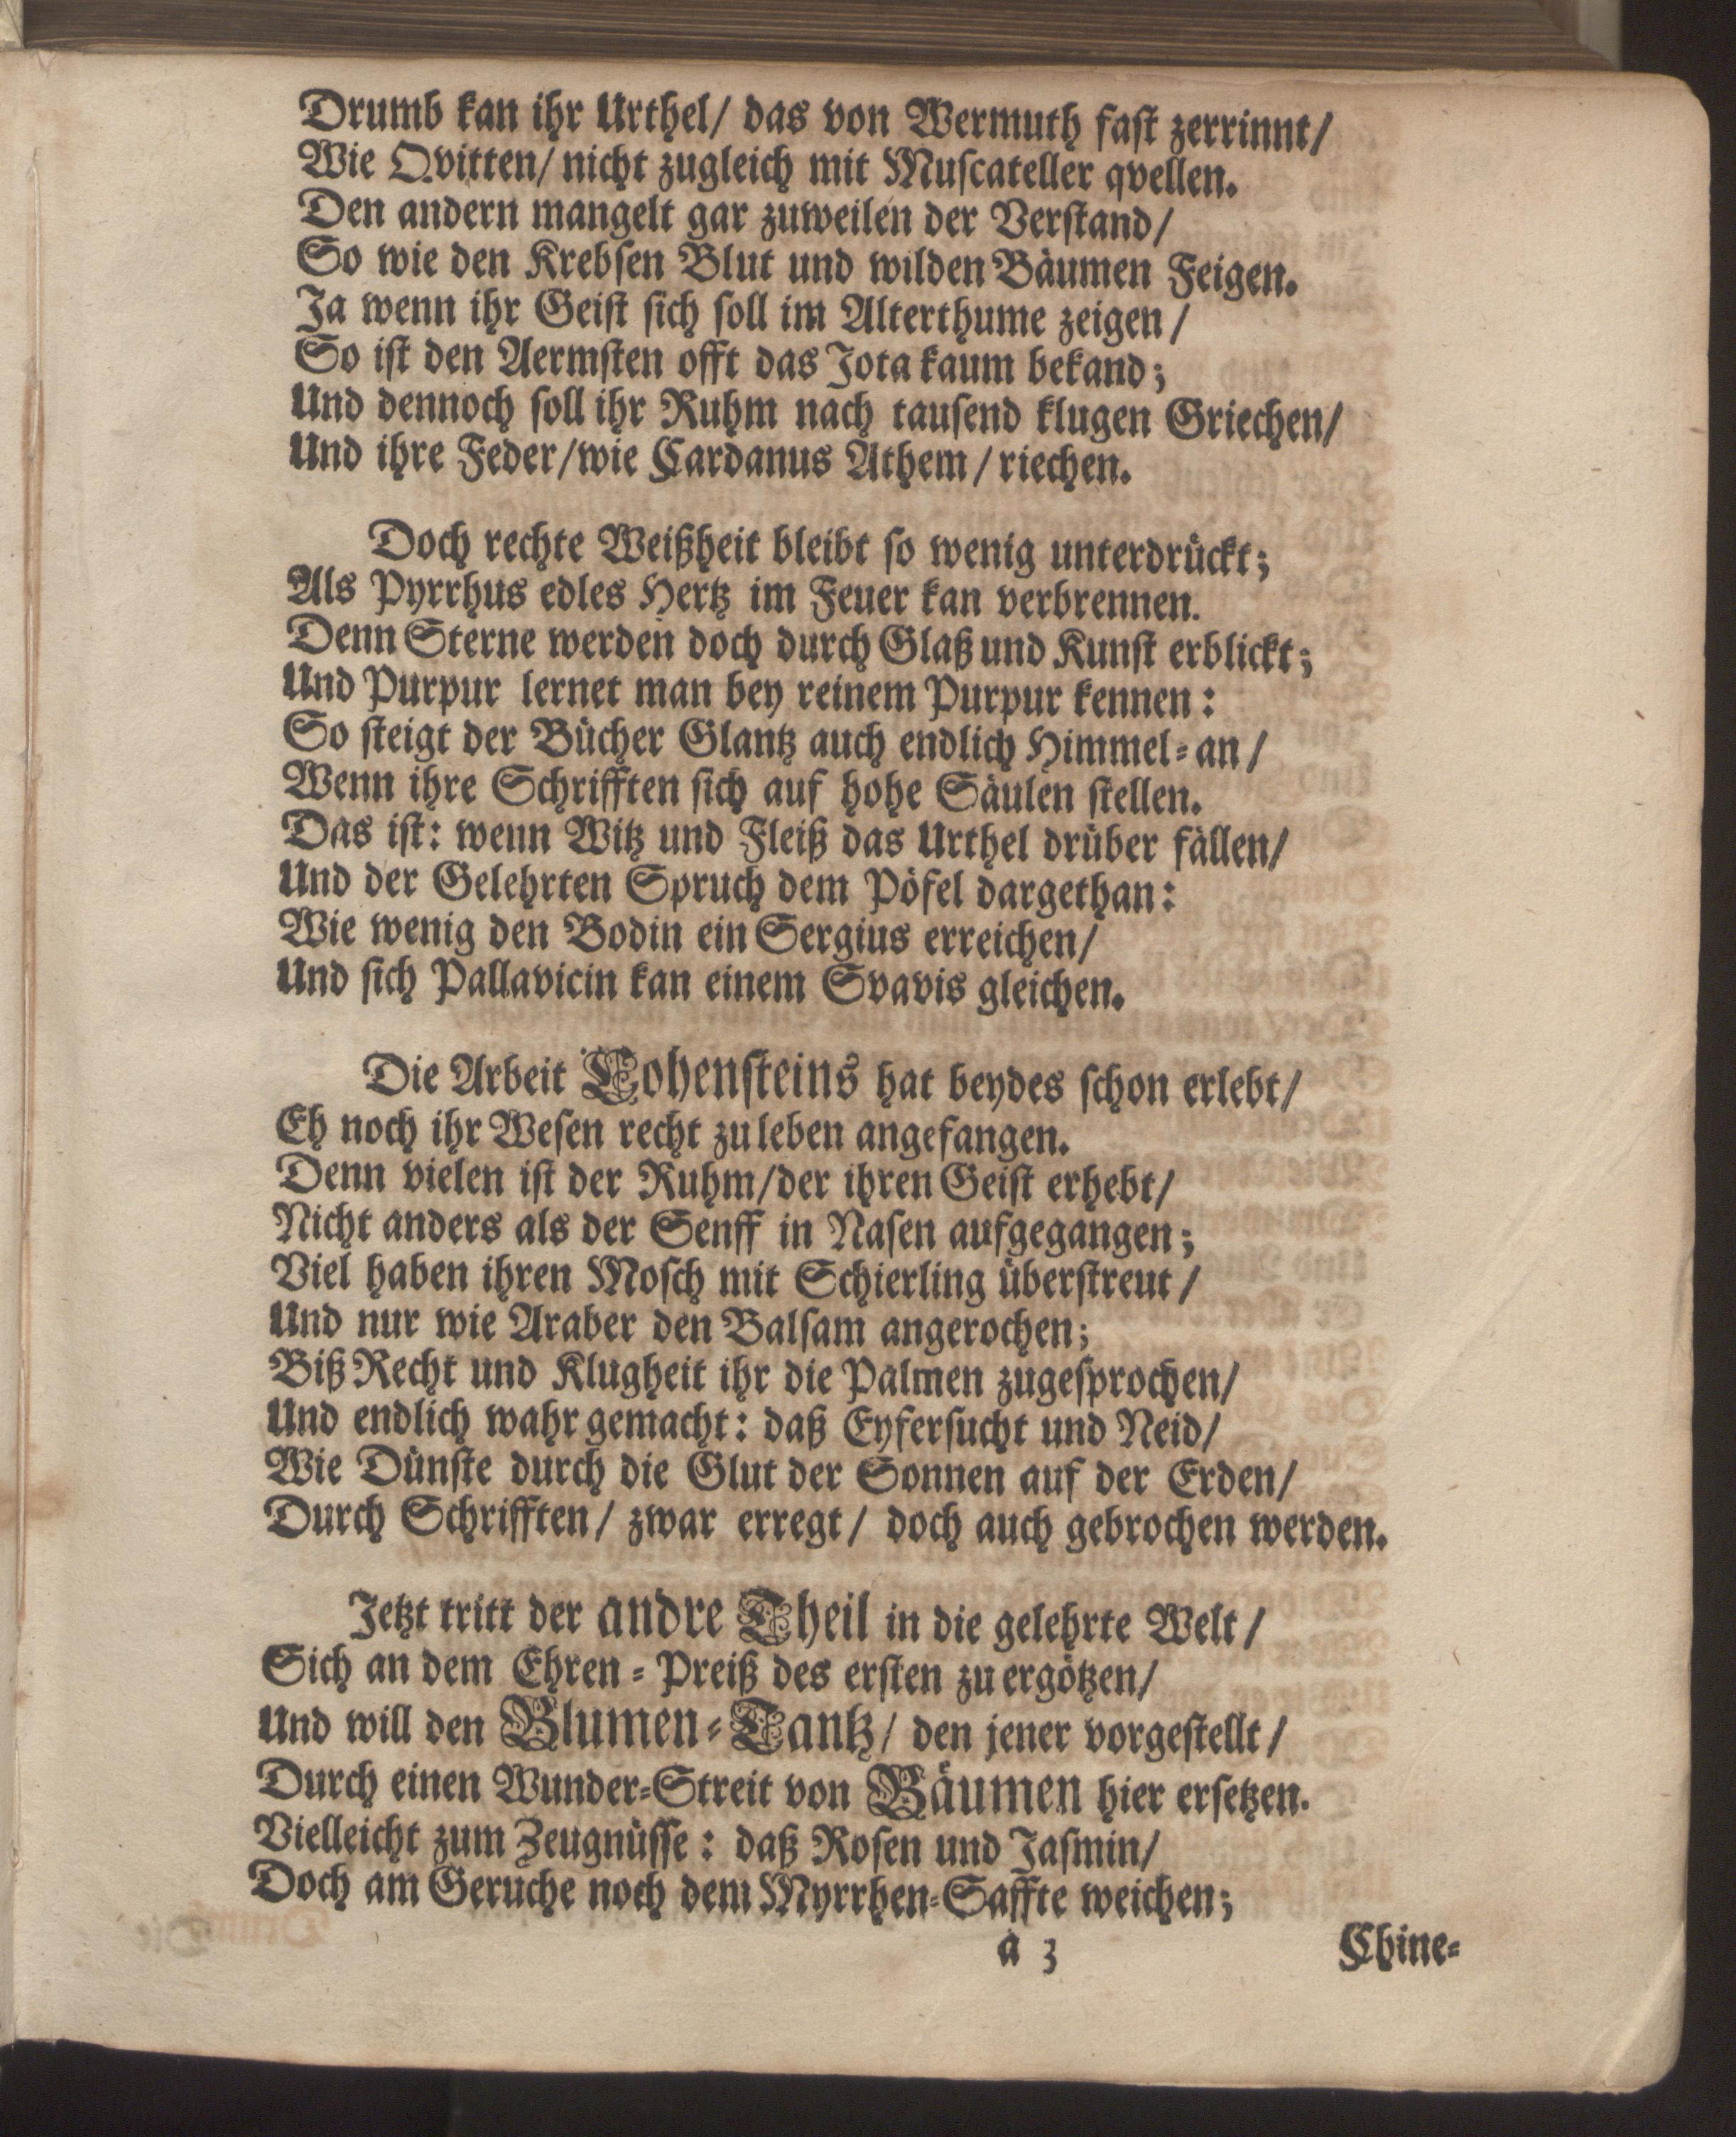 Drumb kan ihr Urthel/ das von Wermuth fast zerrinnt/
Wie Qvitten/ nicht zugleich mit Muscateller qvellen.
Den andern mangelt gar zuweilen der Verstand/
So wie den Krebsen Blut und wilden Bäumen Feigen.
Ja wenn ihr Geist sich soll im Alterthume zeigen/
So ist den Aermsten offt das Jota kaum bekand;
Und dennoch soll ihr Ruhm nach tausend klugen Griechen/
Und ihre Feder/wie Cardanus Athem/ riechen.
Doch rechte Weißheit bleibt so wenig unterdrückt;
Als Pyrrhus edles Hertz im Feuer kan verbrennen.
Denn Sterne werden doch durch Glaß und Kunst erblickt;
Und Purpur lernet man bey reinem Purpur kennen:
So steigt der Bücher Glantz auch endlich Himmel-an/
Wenn ihre Schrifften sich auf hohe Säulen stellen.
Das ist: wenn Witz und Fleiß das Urthel drüber fällen/
Und der Gelehrten Spruch dem Pöfel dargethan:
Wie wenig den Bodin ein Sergius erreichen/
Und sich Pallavicin kan einem Svavis gleichen.
Die Arbeit Lohensteins hat beydes schon erlebt/
Eh noch ihr Wesen recht zu leben angefangen.
Denn vielen ist der Ruhm/der ihren Geist erhebt/
Nicht anders als der Senff in Nasen aufgegangen;
Viel haben ihren Mosch mit Schierling überstreut/
Und nur wie Araber den Balsam angerochen;
Biß Recht und Klugheit ihr die Palmen zugesprochen/
Und endlich wahr gemacht: daß Eyfersucht und Neid/
Wie Dünste durch die Glut der Sonnen auf der Erden/
Durch Schrifften/ zwar erregt/ doch auch gebrochen werden.
Jetzt tritt der andre Theil in die gelehrte Welt/
Sich an dem Ehren-Preiß des ersten zu ergötzen/
Und will den Blumen-Tantz/ den jener vorgestellt/
Durch einen Wunder-Streit von Bäumen hier ersetzen.
Vielleicht zum Zeugnüsse: daß Rosen und Jasmin/
Doch am Geruche noch dem Myrrhen-Saffte weichen;
a 3 Chine-